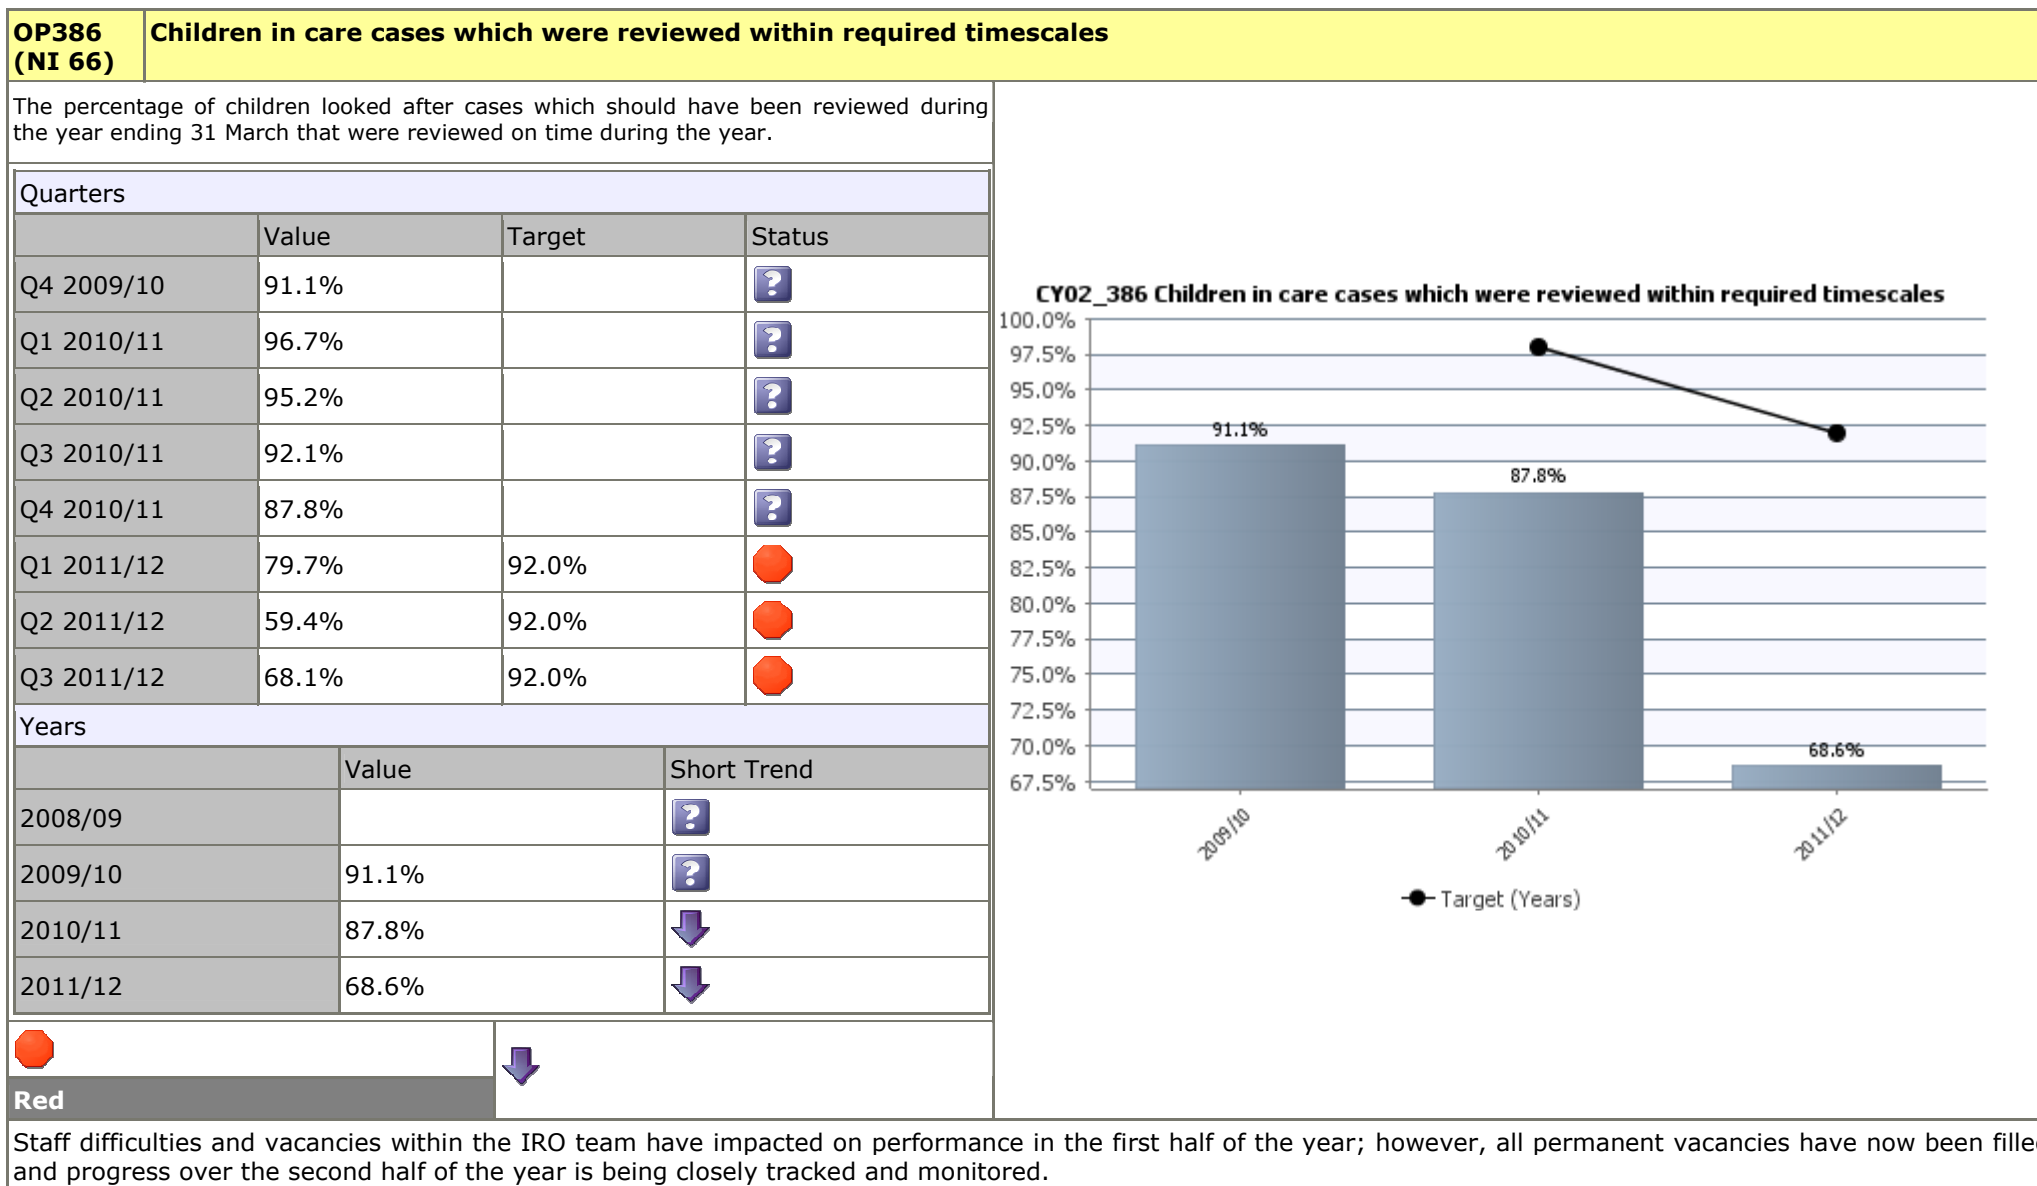 OP386 (NI 66) Children in care cases which were reviewed within required timescales
The percentage of children looked after cases which should have been reviewed during
the year ending 31 March that were reviewed on time during the year.
Quarters
Value Target Status
Q4 2009/10 91.1% ?
Q1 2010/11 96.7% ?
Q2 2010/11 95.2% ?
Q3 2010/11 92.1% ?
Q4 2010/11 87.8% ?
Q1 2011/12 79.7% 92.0%
Q2 2011/12 59.4% 92.0%
Q3 2011/12 68.1% 92.0%
Years
Value Short Trend
2008/09 ?
2009/10 91.1% ?
2010/11 87.8%
2011/12 68.6%
Red
CY02_386 Children in care cases which were reviewed within required timescales
100.0%
97.5%
95.0%
92.5%
90.0%
87.5%
85.0%
82.5%
80.0%
77.5%
75.0%
72.5%
70.0%
67.5%
91.1%
87.8%
68.6%
2009/10
2010/11
2011/12
Target (Years)
Staff difficulties and vacancies within the IRO team have impacted on performance in the first half of the year; however, all permanent vacancies have now been fille
and progress over the second half of the year is being closely tracked and monitored.